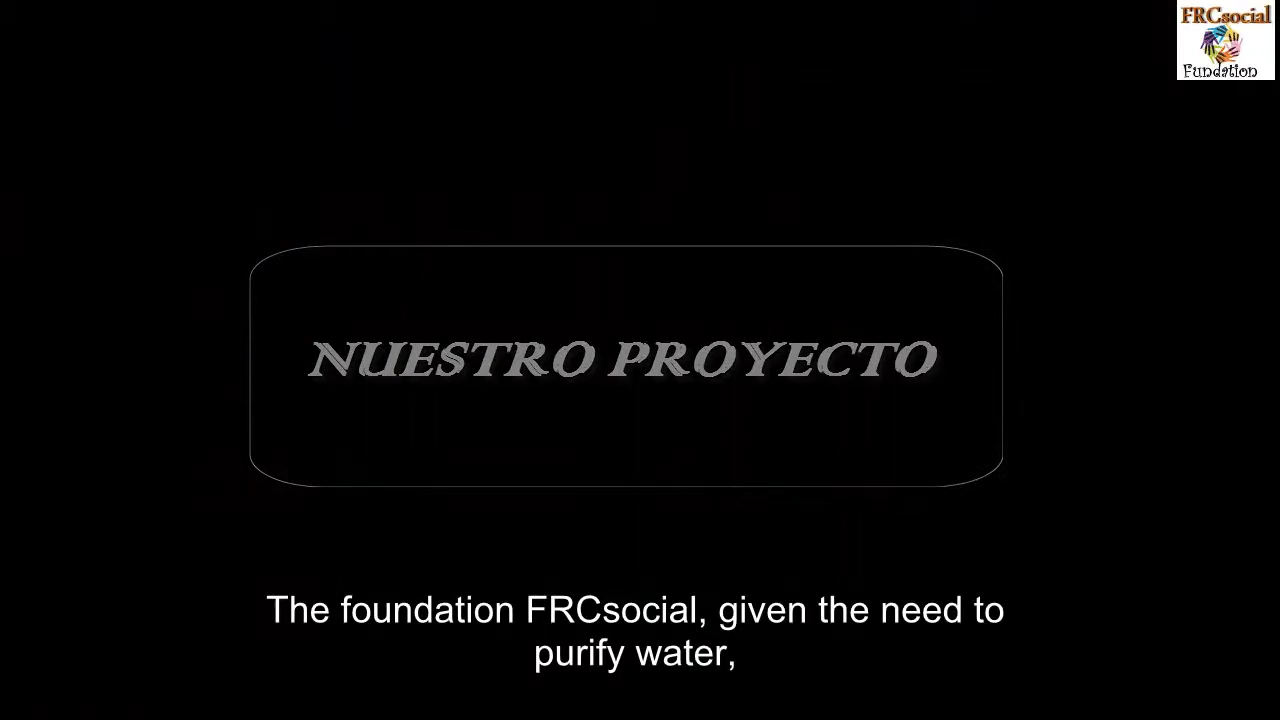 FRCsocial
Fundation
NUESTRO PROYECTO
The foundation FRCsocial, given the need to
purify water,